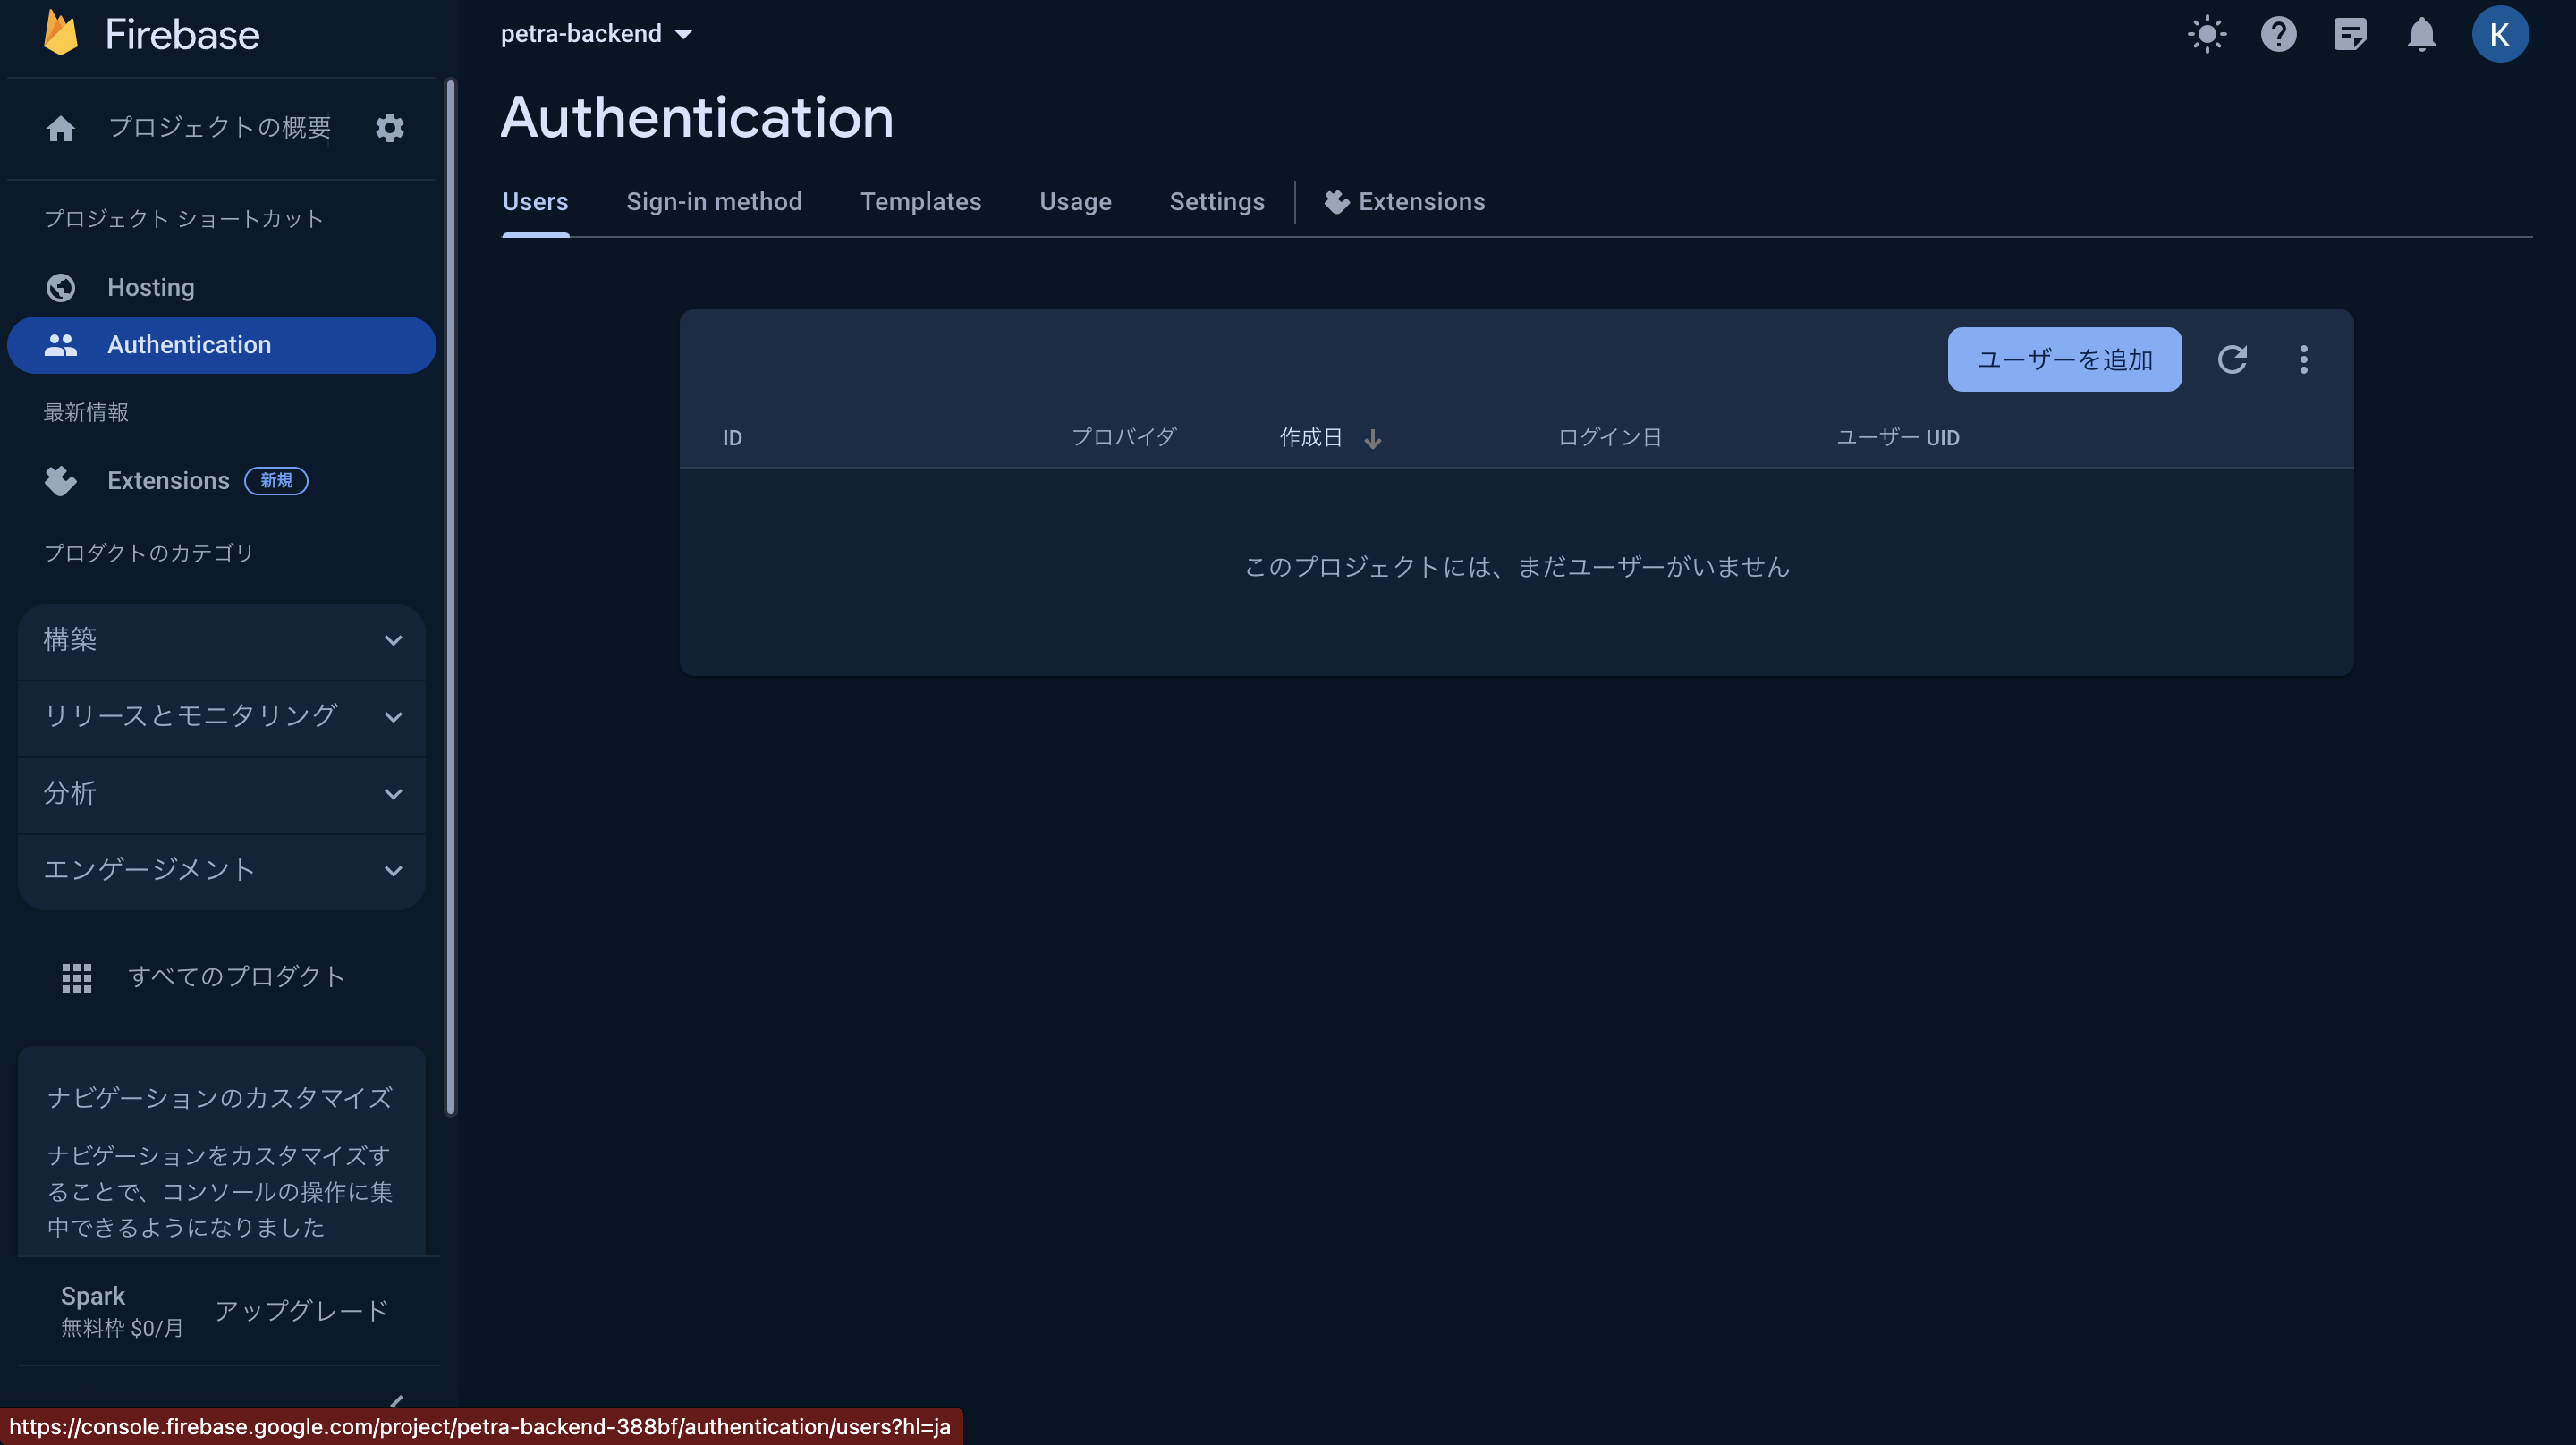 Firebase
petra-backend
K
プロジェクトの概要
Authentication
Users
Sign-in method
Templates
Usage
Settings
Extensions
プロジェクト ショートカット
Hosting
Authentication
最新情報
Extensions 新規
プロダクトのカテゴリ
構築
リリースとモニタリング
分析
エンゲージメント
すべてのプロダクト
ナビゲーションのカスタマイズ
ナビゲーションをカスタマイズす
ることで、コンソールの操作に集
中できるようになりました
Spark
無料枠 $0/月
アップグレード
ユーザーを追加
ID
プロバイダ
作成日
ログイン日
ユーザー UID
このプロジェクトには、まだユーザーがいません
https://console.firebase.google.com/project/petra-backend-388bf/authentication/users?hl=ja